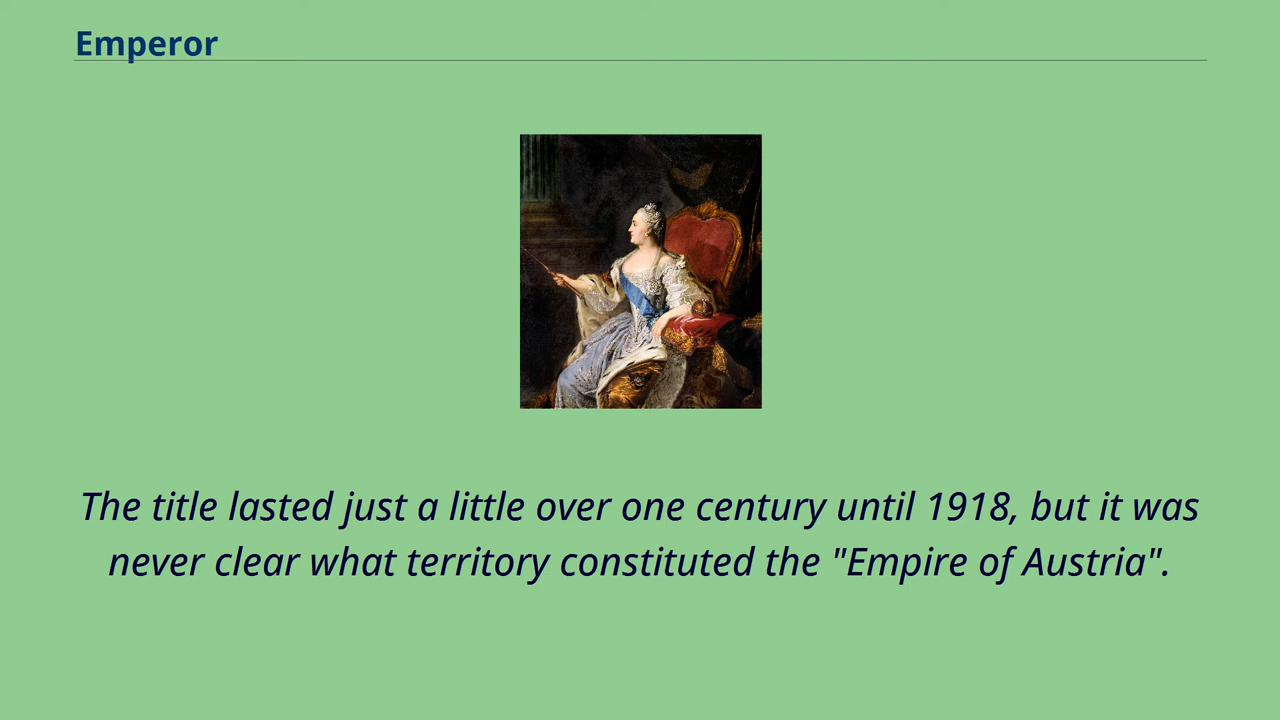 Emperor
The title lasted just a little over one century until 1918, but it was
never clear what territory constituted the "Empire of Austria".